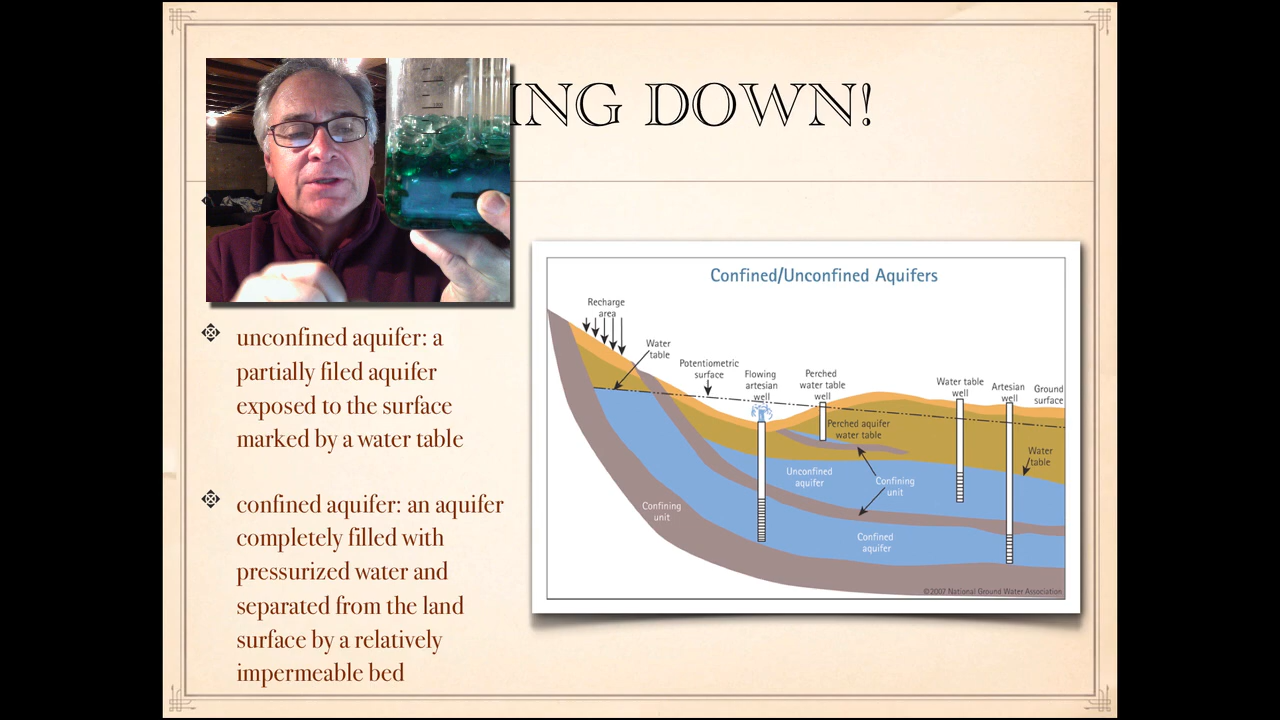 ING DOWN!
unconfined aquifer: a
partially filed aquifer
exposed to the surface
marked by a water table
confined aquifer: an aquifer
completely filled with
pressurized water and
separated from the land
surface by a relatively
impermeable bed
Confined/Unconfined Aquifers
Recharge
area
Water
table
Potentiometric
surface
Flowing
artesian
well
Perched
water table
well
Water table
well
Artesian
well
Ground
surface
Perched aquifer
water table
Water
table
Unconfined
aquifer
Confining
unit
Confining
unit
Confined
aquifer
©2007 National Ground Water Association